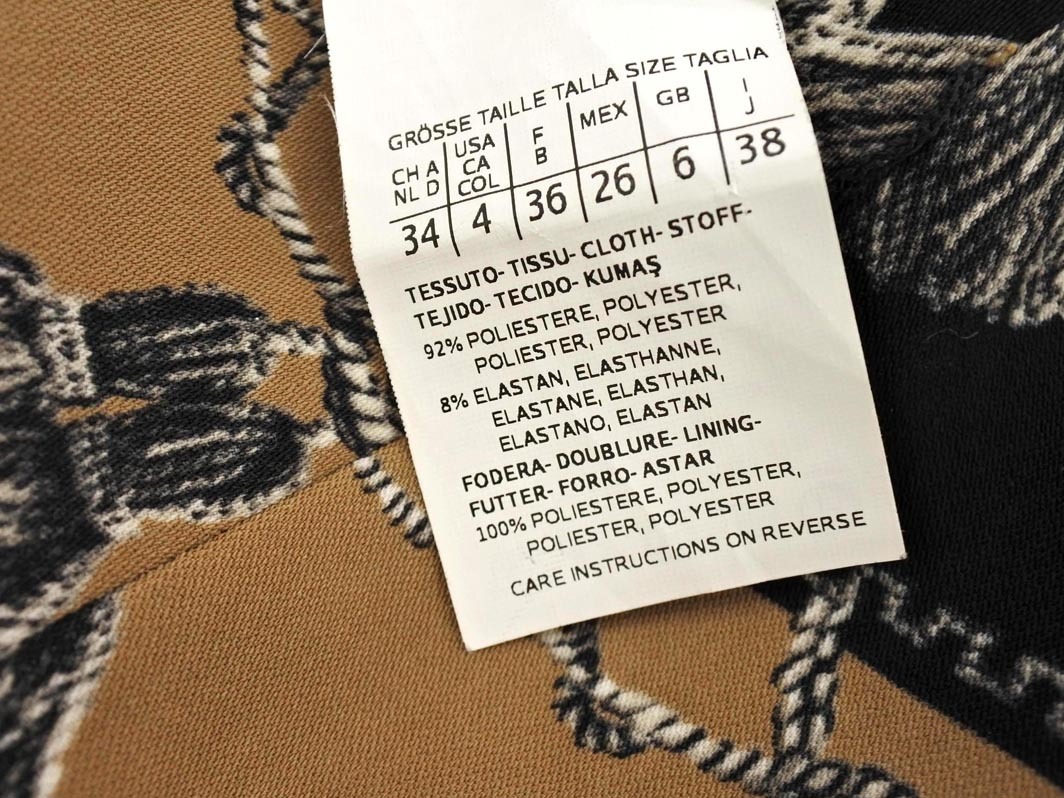 GRÖSSE TAILLE TALLA SIZE TAGLIA
CH A NL D USA CA COL F B MEX GB I J
34 4 36 26 6 38
TESSUTO- TISSU- CLOTH- STOFF-
TEJIDO- TECIDO- KUMAŞ
92% POLIESTERE, POLYESTER,
POLIESTER, POLYESTER
8% ELASTAN, ELASTHANNE,
ELASTANE, ELASTHAN,
ELASTANO, ELASTAN
FODERA- DOUBLURE- LINING-
FUTTER- FORRO- ASTAR
100% POLIESTERE, POLYESTER,
POLIESTER, POLYESTER
CARE INSTRUCTIONS ON REVERSE